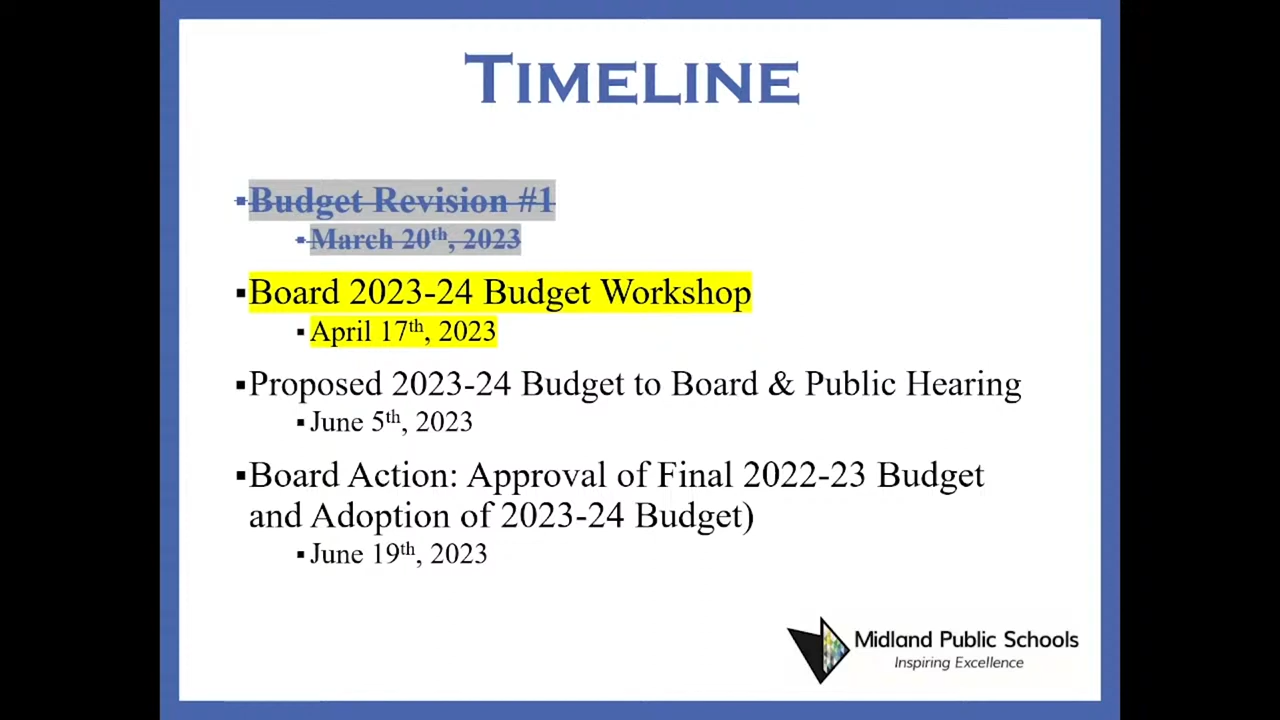 TIMELINE
▪Budget Revision #1
▪March 20th, 2023
▪Board 2023-24 Budget Workshop
▪April 17th, 2023
▪Proposed 2023-24 Budget to Board & Public Hearing
▪June 5th, 2023
▪Board Action: Approval of Final 2022-23 Budget
and Adoption of 2023-24 Budget)
▪June 19th, 2023
Midland Public Schools
Inspiring Excellence